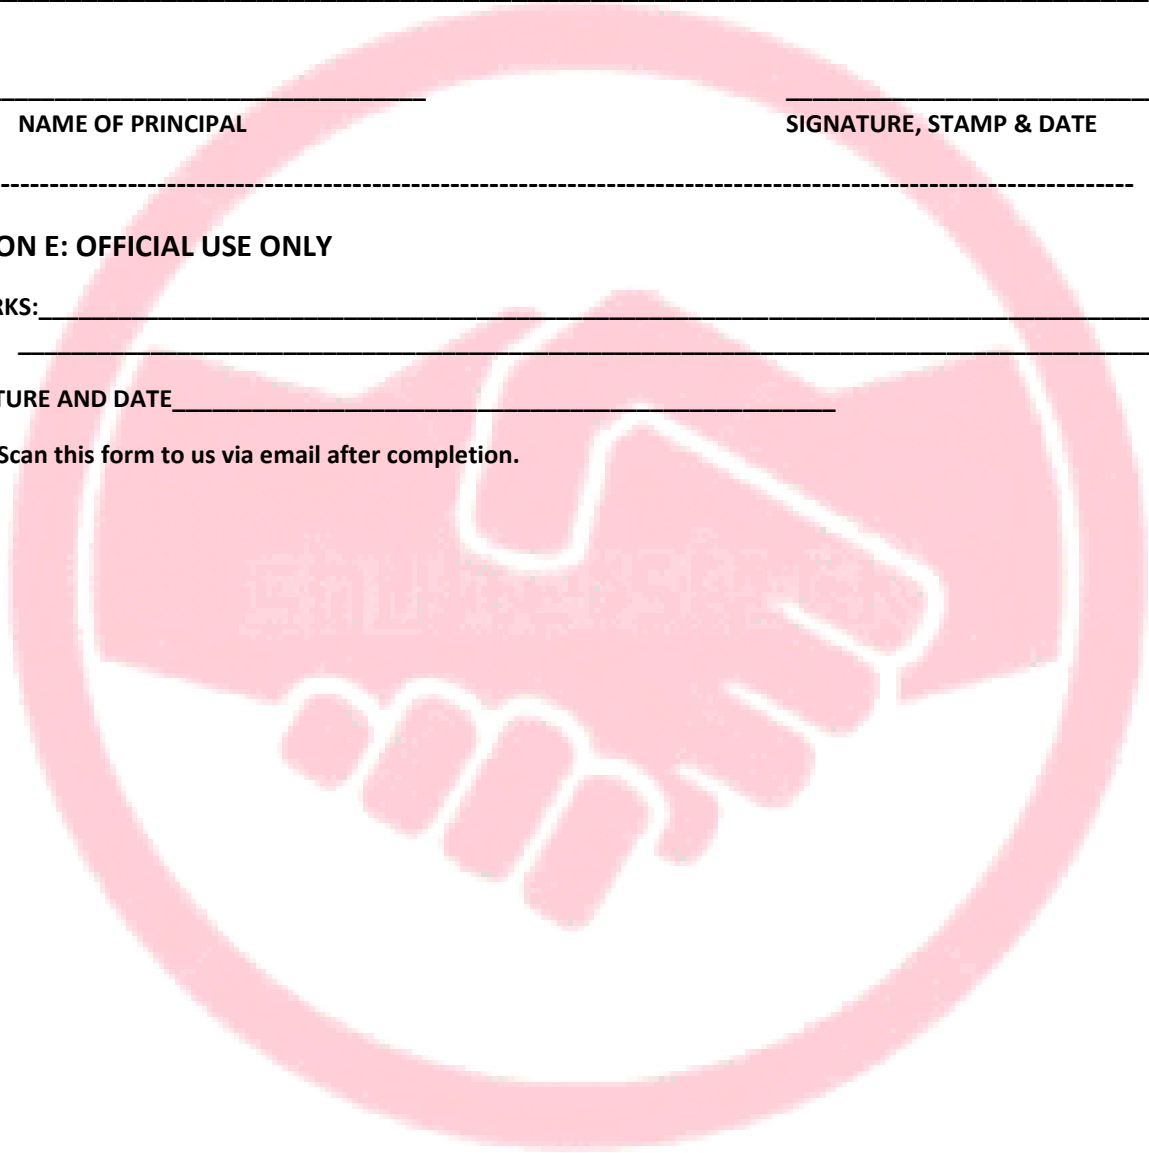 NAME OF PRINCIPAL SIGNATURE, STAMP & DATE
ON E: OFFICIAL USE ONLY
RKS:
TURE AND DATE
Scan this form to us via email after completion.